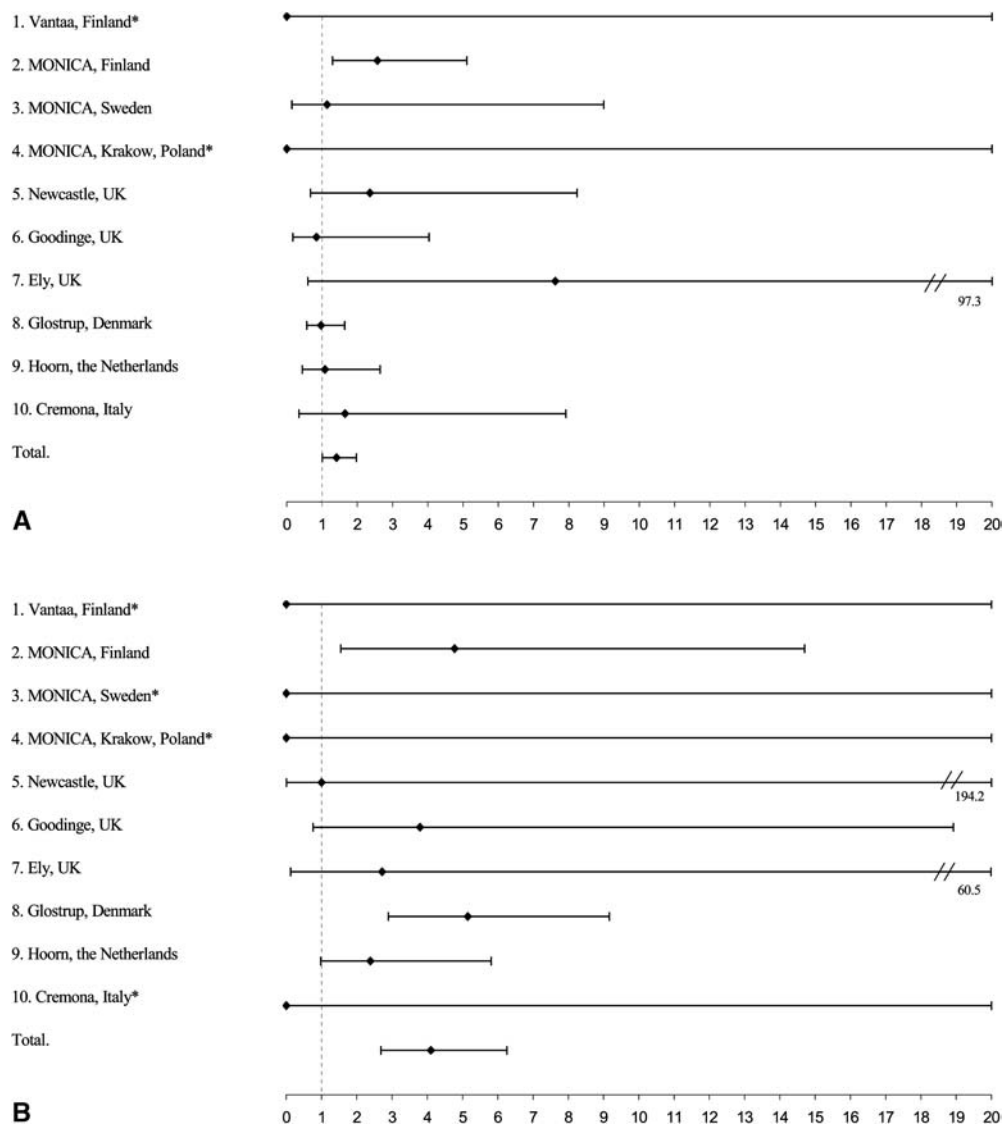 1. Vantaa, Finland*
2. MONICA, Finland
3. MONICA, Sweden
4. MONICA, Krakow, Poland*
5. Newcastle, UK
6. Goodinge, UK
7. Ely, UK
97.3
8. Glostrup, Denmark
9. Hoorn, the Netherlands
10. Cremona, Italy
Total.
A
0 1 2 3 4 5 6 7 8 9 10 11 12 13 14 15 16 17 18 19 20
1. Vantaa, Finland*
2. MONICA, Finland
3. MONICA, Sweden*
4. MONICA, Krakow, Poland*
5. Newcastle, UK
194.2
6. Goodinge, UK
7. Ely, UK
60.5
8. Glostrup, Denmark
9. Hoorn, the Netherlands
10. Cremona, Italy*
Total.
B
0 1 2 3 4 5 6 7 8 9 10 11 12 13 14 15 16 17 18 19 20